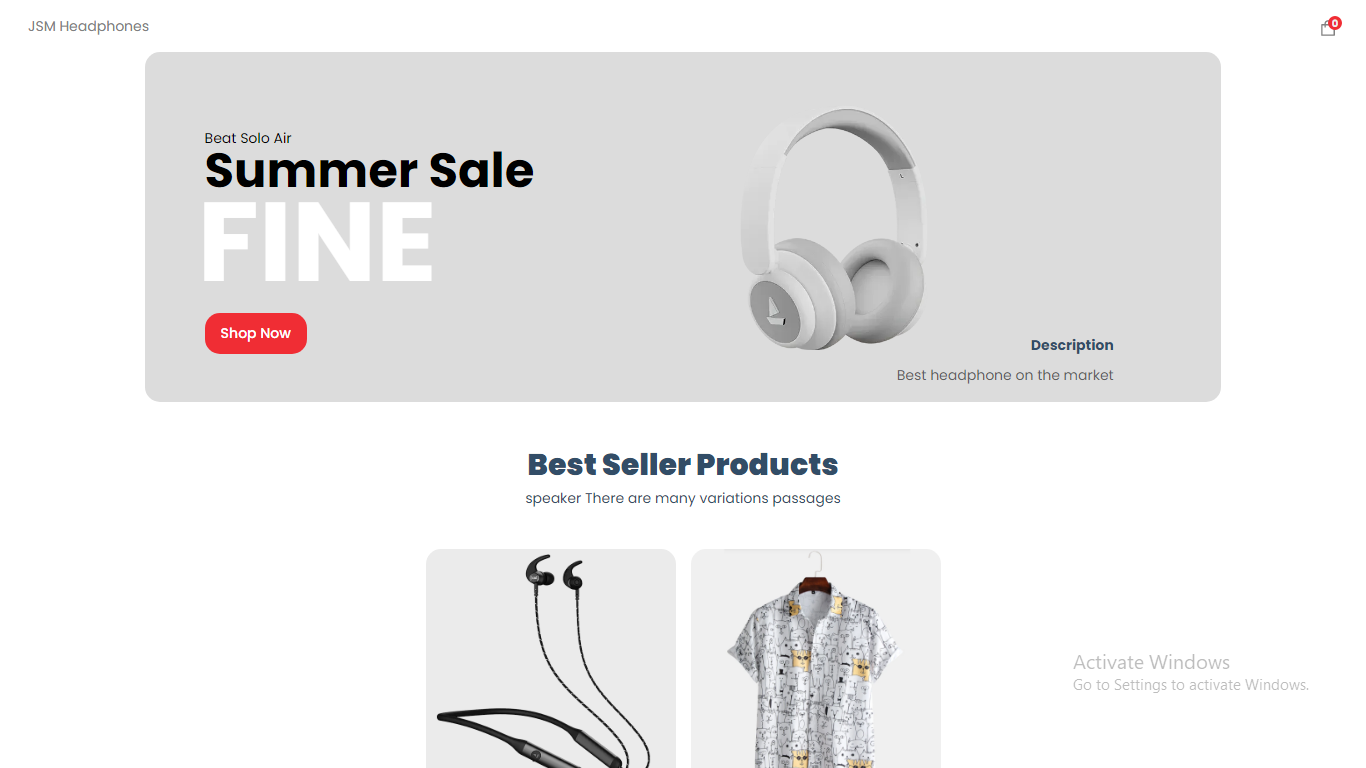 JSM Headphones
0
Beat Solo Air
Summer Sale
FINE
Shop Now
Description
Best headphone on the market
Best Seller Products
speaker There are many variations passages
Activate Windows
Go to Settings to activate Windows.